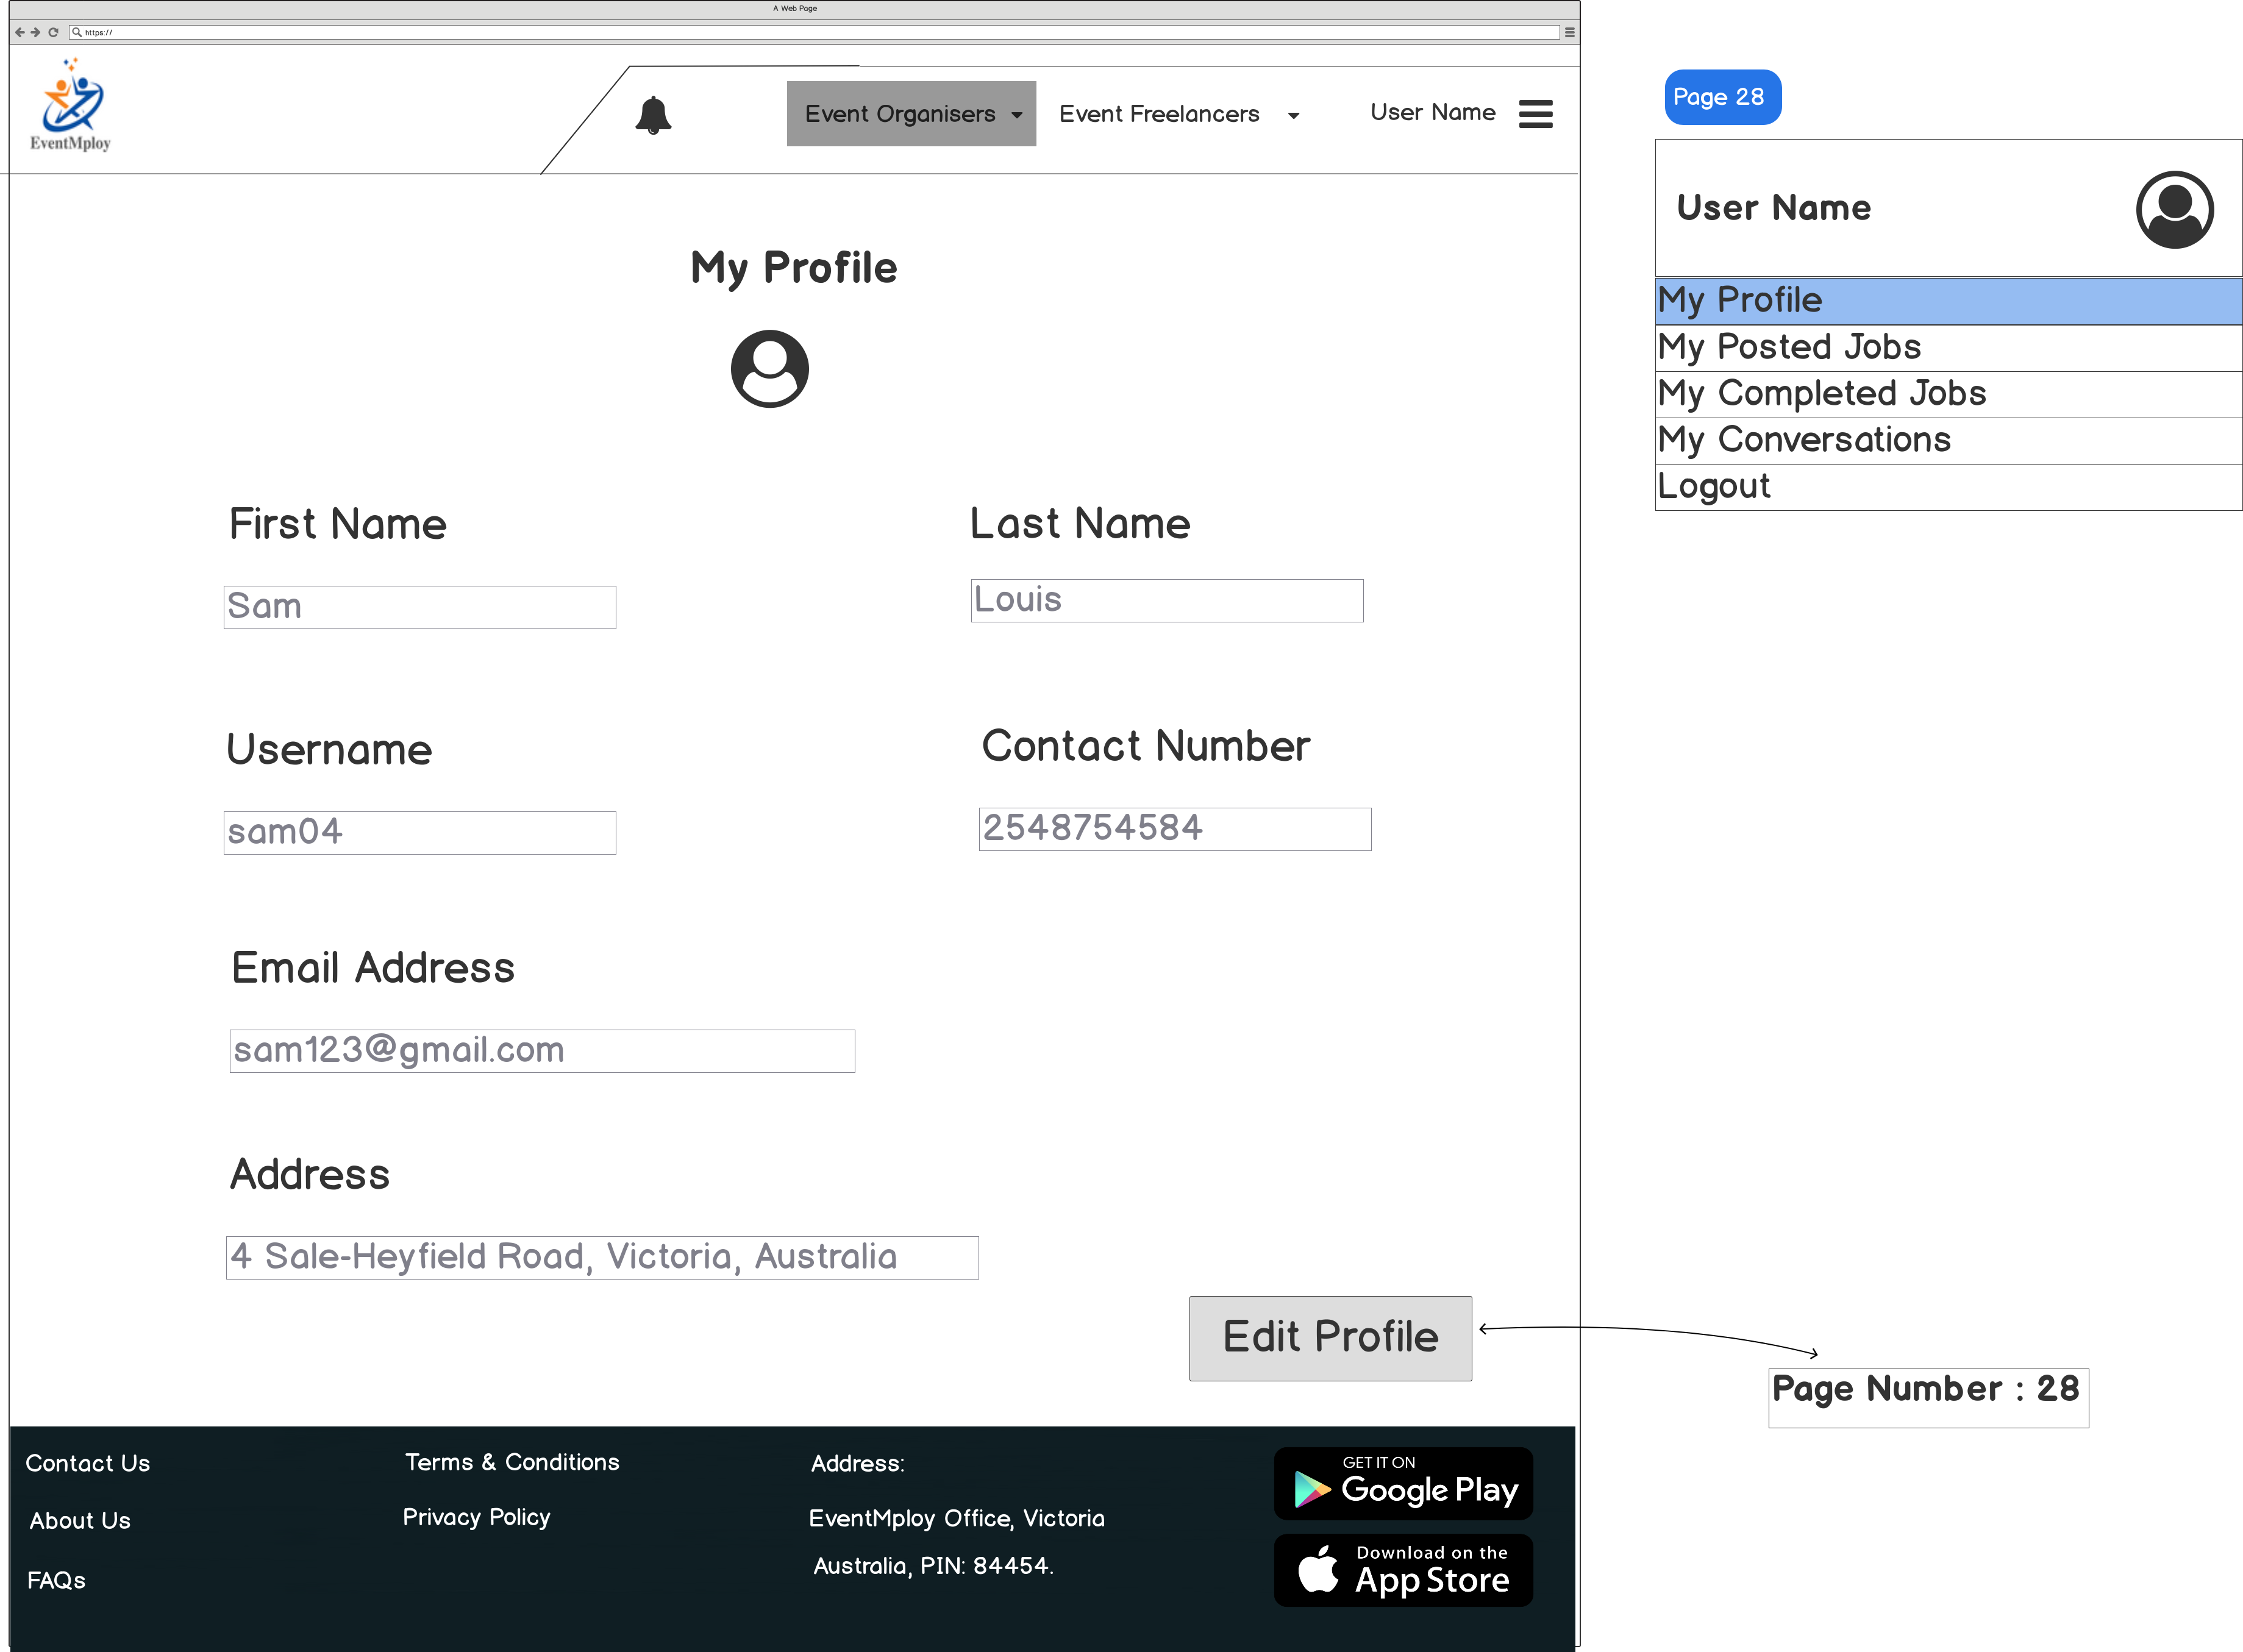 A Web Page
https://
EventMploy
Event Organisers
Event Freelancers
User Name
Page 28
User Name
My Profile
My Posted Jobs
My Completed Jobs
My Conversations
Logout
My Profile
First Name
Last Name
Sam
Louis
Username
Contact Number
sam04
2548754584
Email Address
sam123@gmail.com
Address
4 Sale-Heyfield Road, Victoria, Australia
Edit Profile
Page Number : 28
Contact Us
Terms & Conditions
Address:
About Us
Privacy Policy
EventMploy Office, Victoria
FAQs
Australia, PIN: 84454.
GET IT ON
Google Play
Download on the
App Store